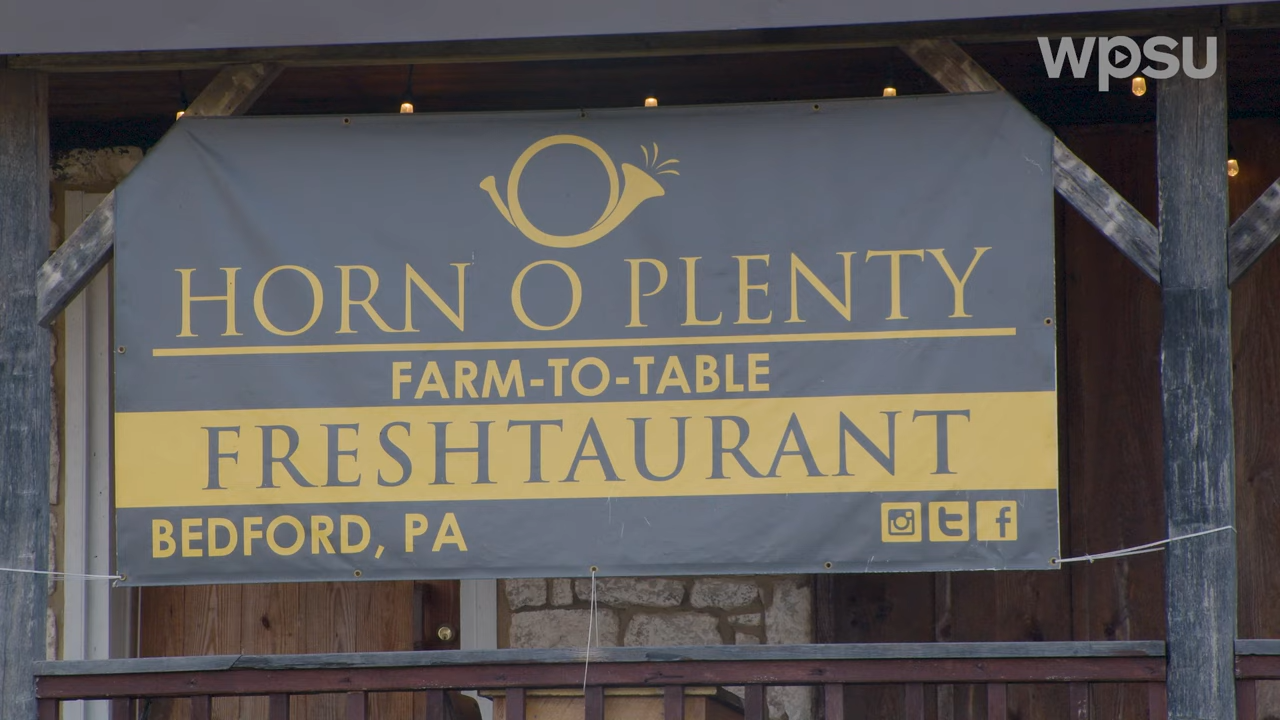 wpsu
HORN O PLENTY
FARM-TO-TABLE
FRESHTAURANT
BEDFORD, PA